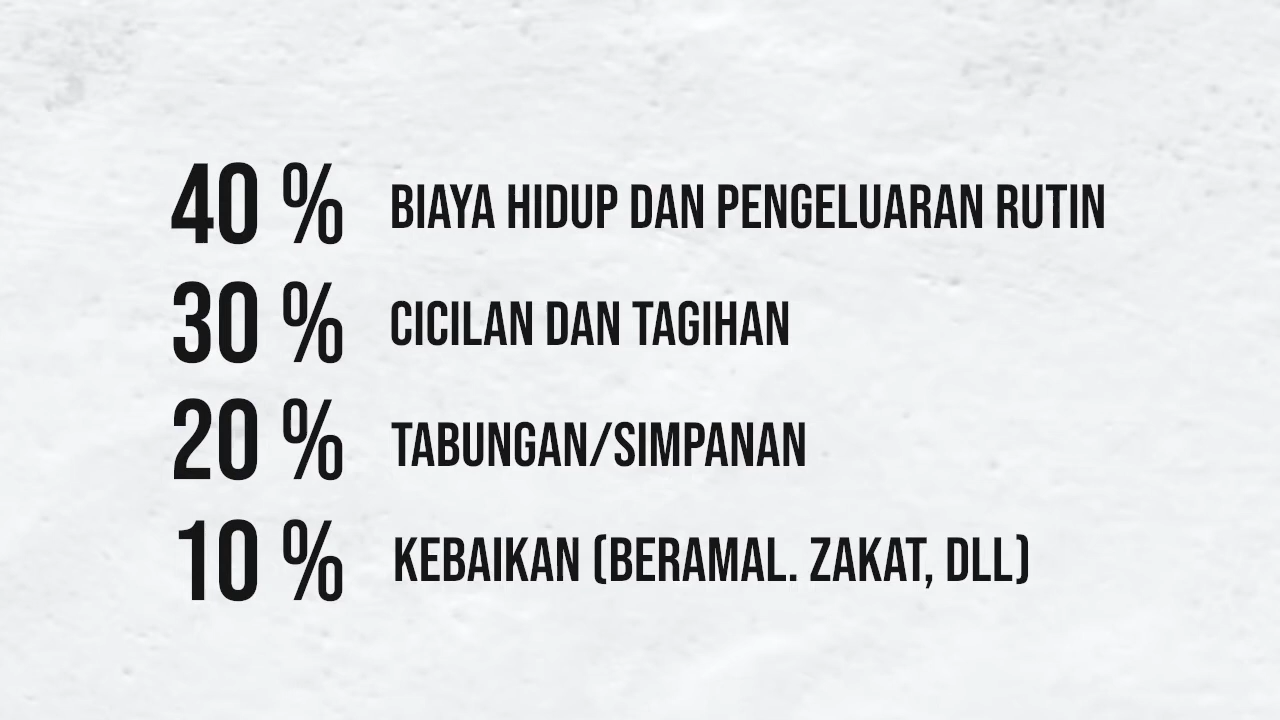 40 % BIAYA HIDUP DAN PENGELUARAN RUTIN
30 % CICILAN DAN TAGIHAN
20 % TABUNGAN/SIMPANAN
10 % KEBAIKAN (BERAMAL. ZAKAT, DLL)